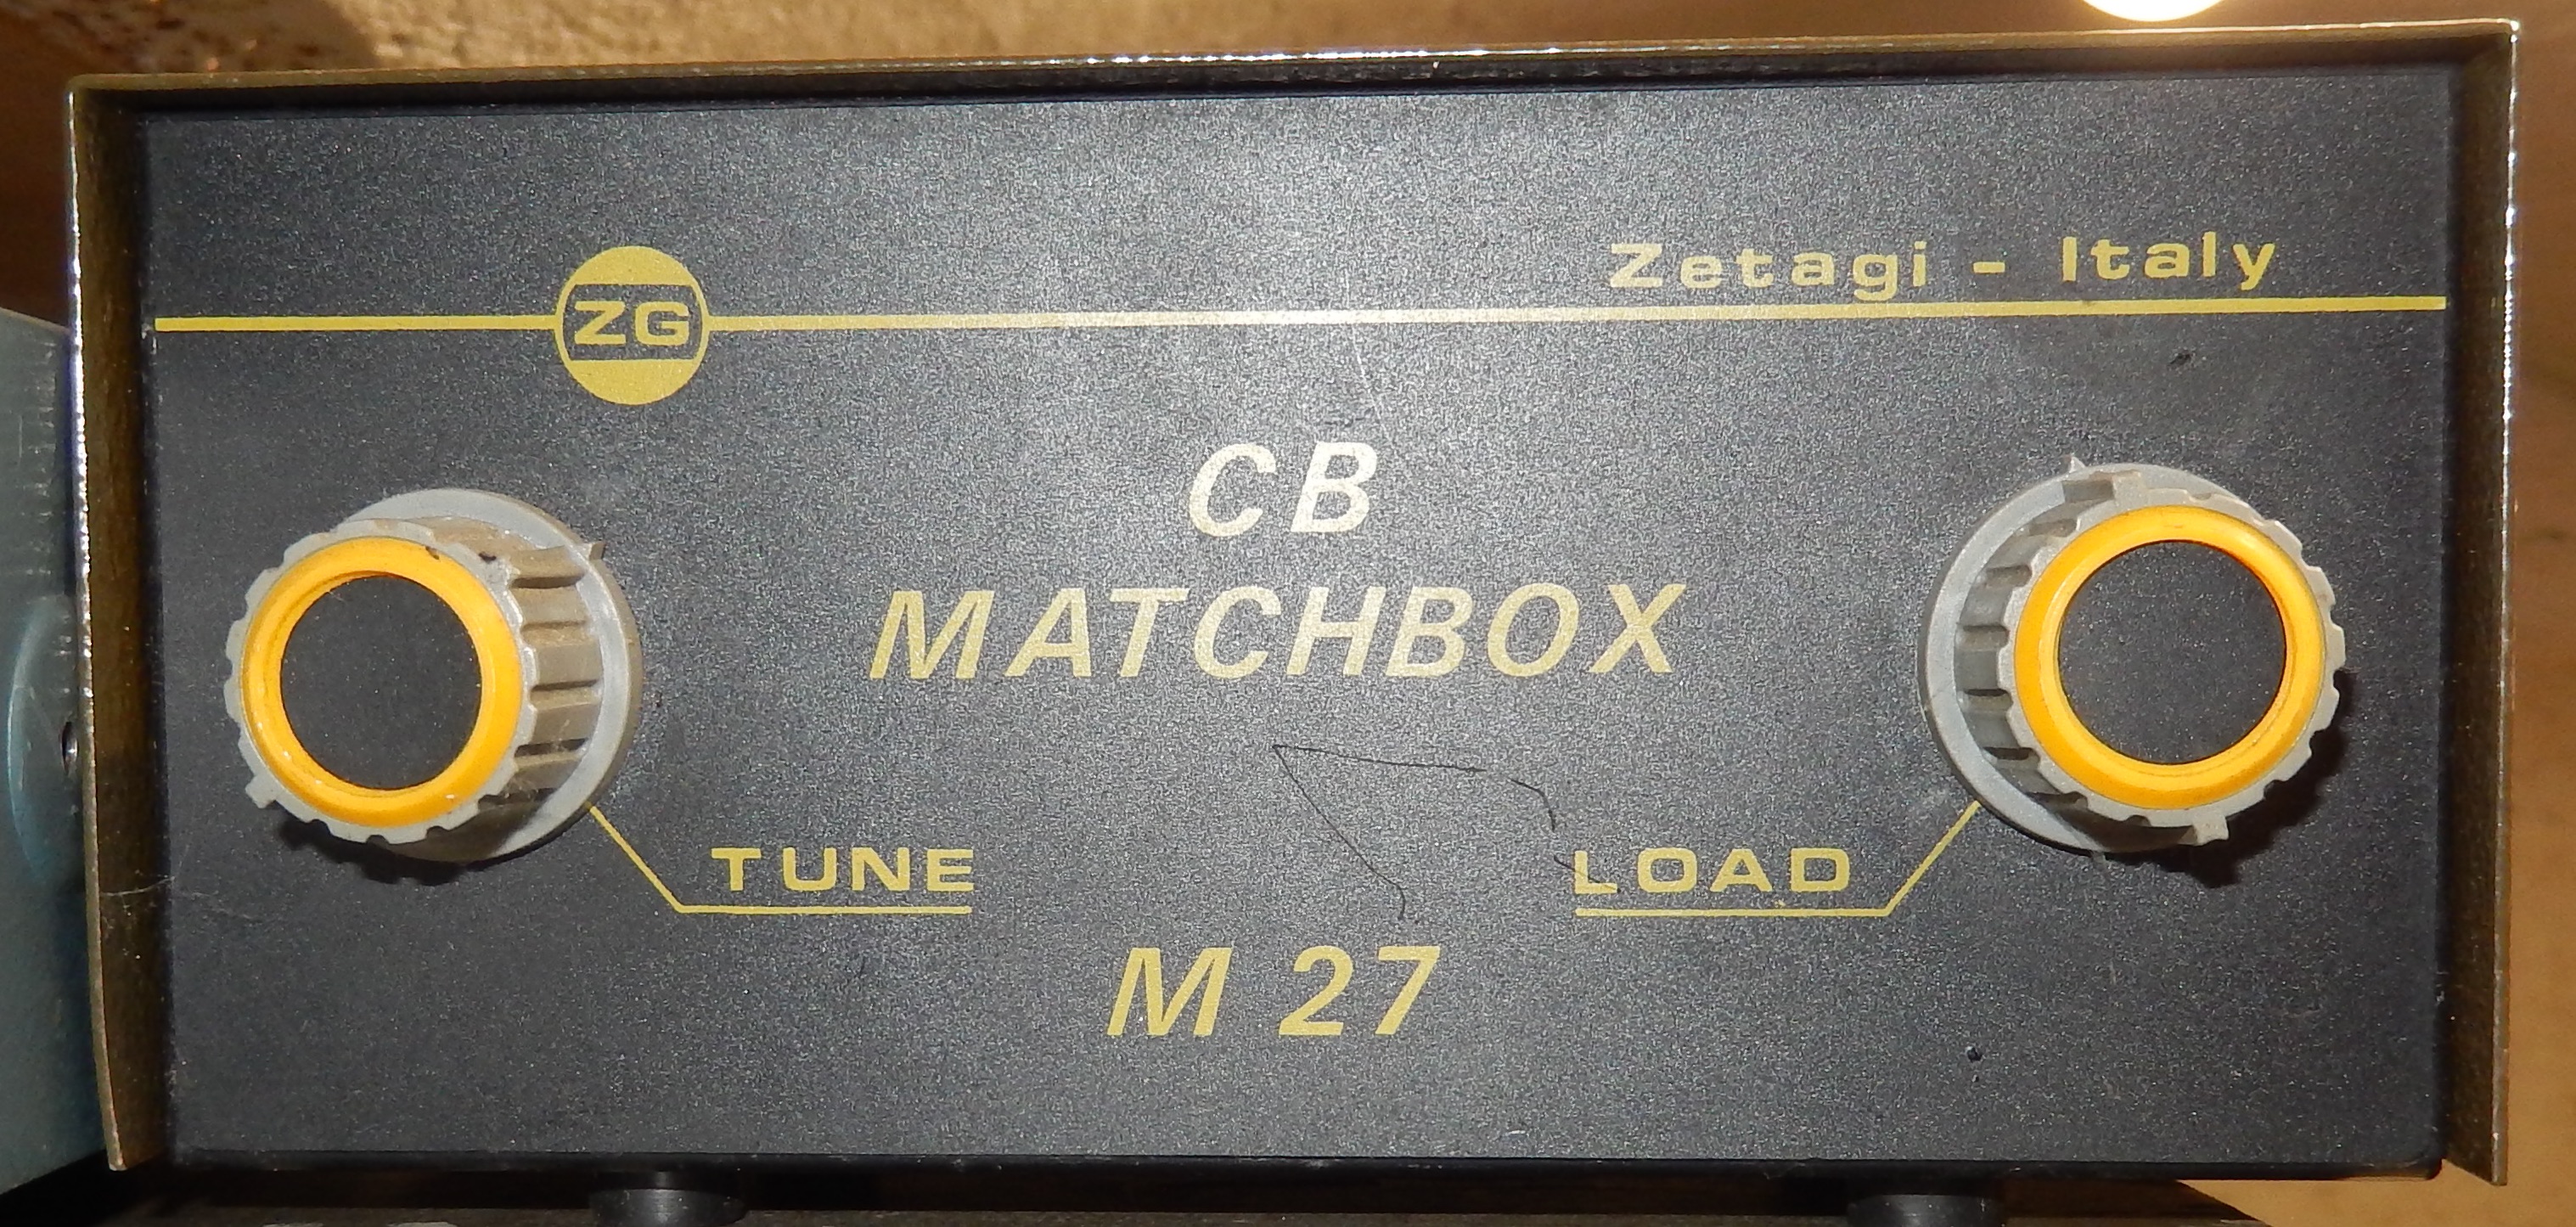 Zetagi - Italy
ZG
CB
MATCHBOX
TUNE
LOAD
M 27